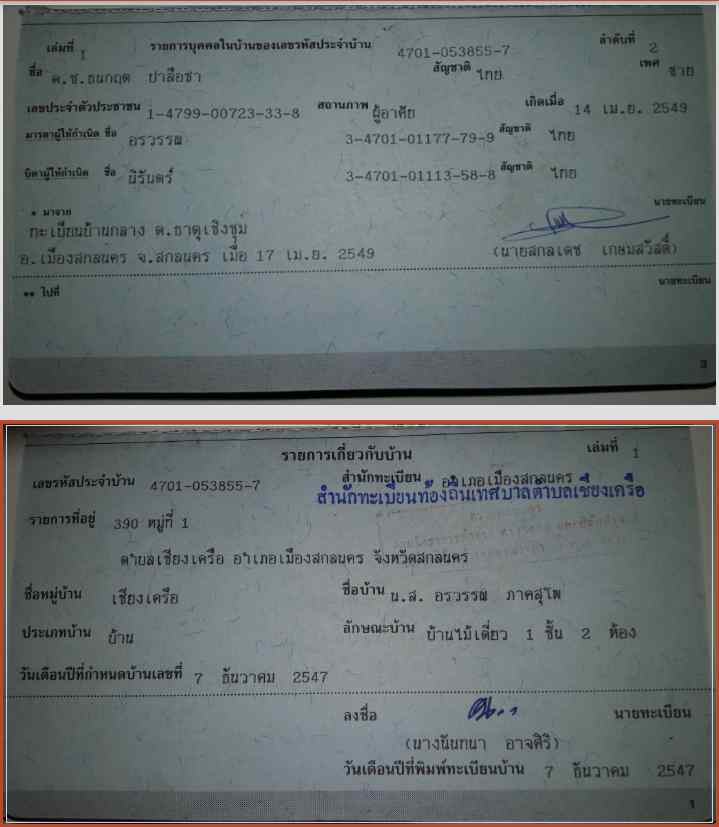 เล่มที่ 1 รายการบุคคลในบ้านของเลขรหัสประจำบ้าน 4701-053855-7 ลำดับที่ 2
ชื่อ ด.ช.ธนกฤต ปาลือชา สัญชาติ ไทย เพศ ชาย
เลขประจำตัวประชาชน 1-4799-00723-33-8 สถานภาพ ผู้อาศัย เกิดเมื่อ 14 เม.ย. 2549
มารดาผู้ให้กำเนิด ชื่อ อรวรรณ 3-4701-01177-79-9 สัญชาติ ไทย
บิดาผู้ให้กำเนิด ชื่อ นิรันดร์ 3-4701-01113-58-8 สัญชาติ ไทย
* มาจาก นายทะเบียน
ทะเบียนบ้านกลาง ต.ธาตุเชิงชุม
อ.เมืองสกลนคร จ.สกลนคร เมื่อ 17 เม.ย. 2549 (นายสกลเดช เกษมสวัสดิ์)
** ไปที่ นายทะเบียน
3
รายการเกี่ยวกับบ้าน เล่มที่ 1
เลขรหัสประจำบ้าน 4701-053855-7 สำนักทะเบียน อำเภอเมืองสกลนคร
สำนักทะเบียนท้องถิ่นเทศบาลตำบลเชียงเครือ
รายการที่อยู่ 390 หมู่ที่ 1
ตำบลเชียงเครือ อำเภอเมืองสกลนคร จังหวัดสกลนคร
ชื่อหมู่บ้าน เชียงเครือ ชื่อบ้าน น.ส. อรวรรณ ภาคสุโพ
ประเภทบ้าน บ้าน ลักษณะบ้าน บ้านไม้เดี่ยว 1 ชั้น 2 ห้อง
วันเดือนปีที่กำหนดบ้านเลขที่ 7 ธันวาคม 2547
ลงชื่อ นายทะเบียน
(นางนันทนา อาจศิริ)
วันเดือนปีที่พิมพ์ทะเบียนบ้าน 7 ธันวาคม 2547
1